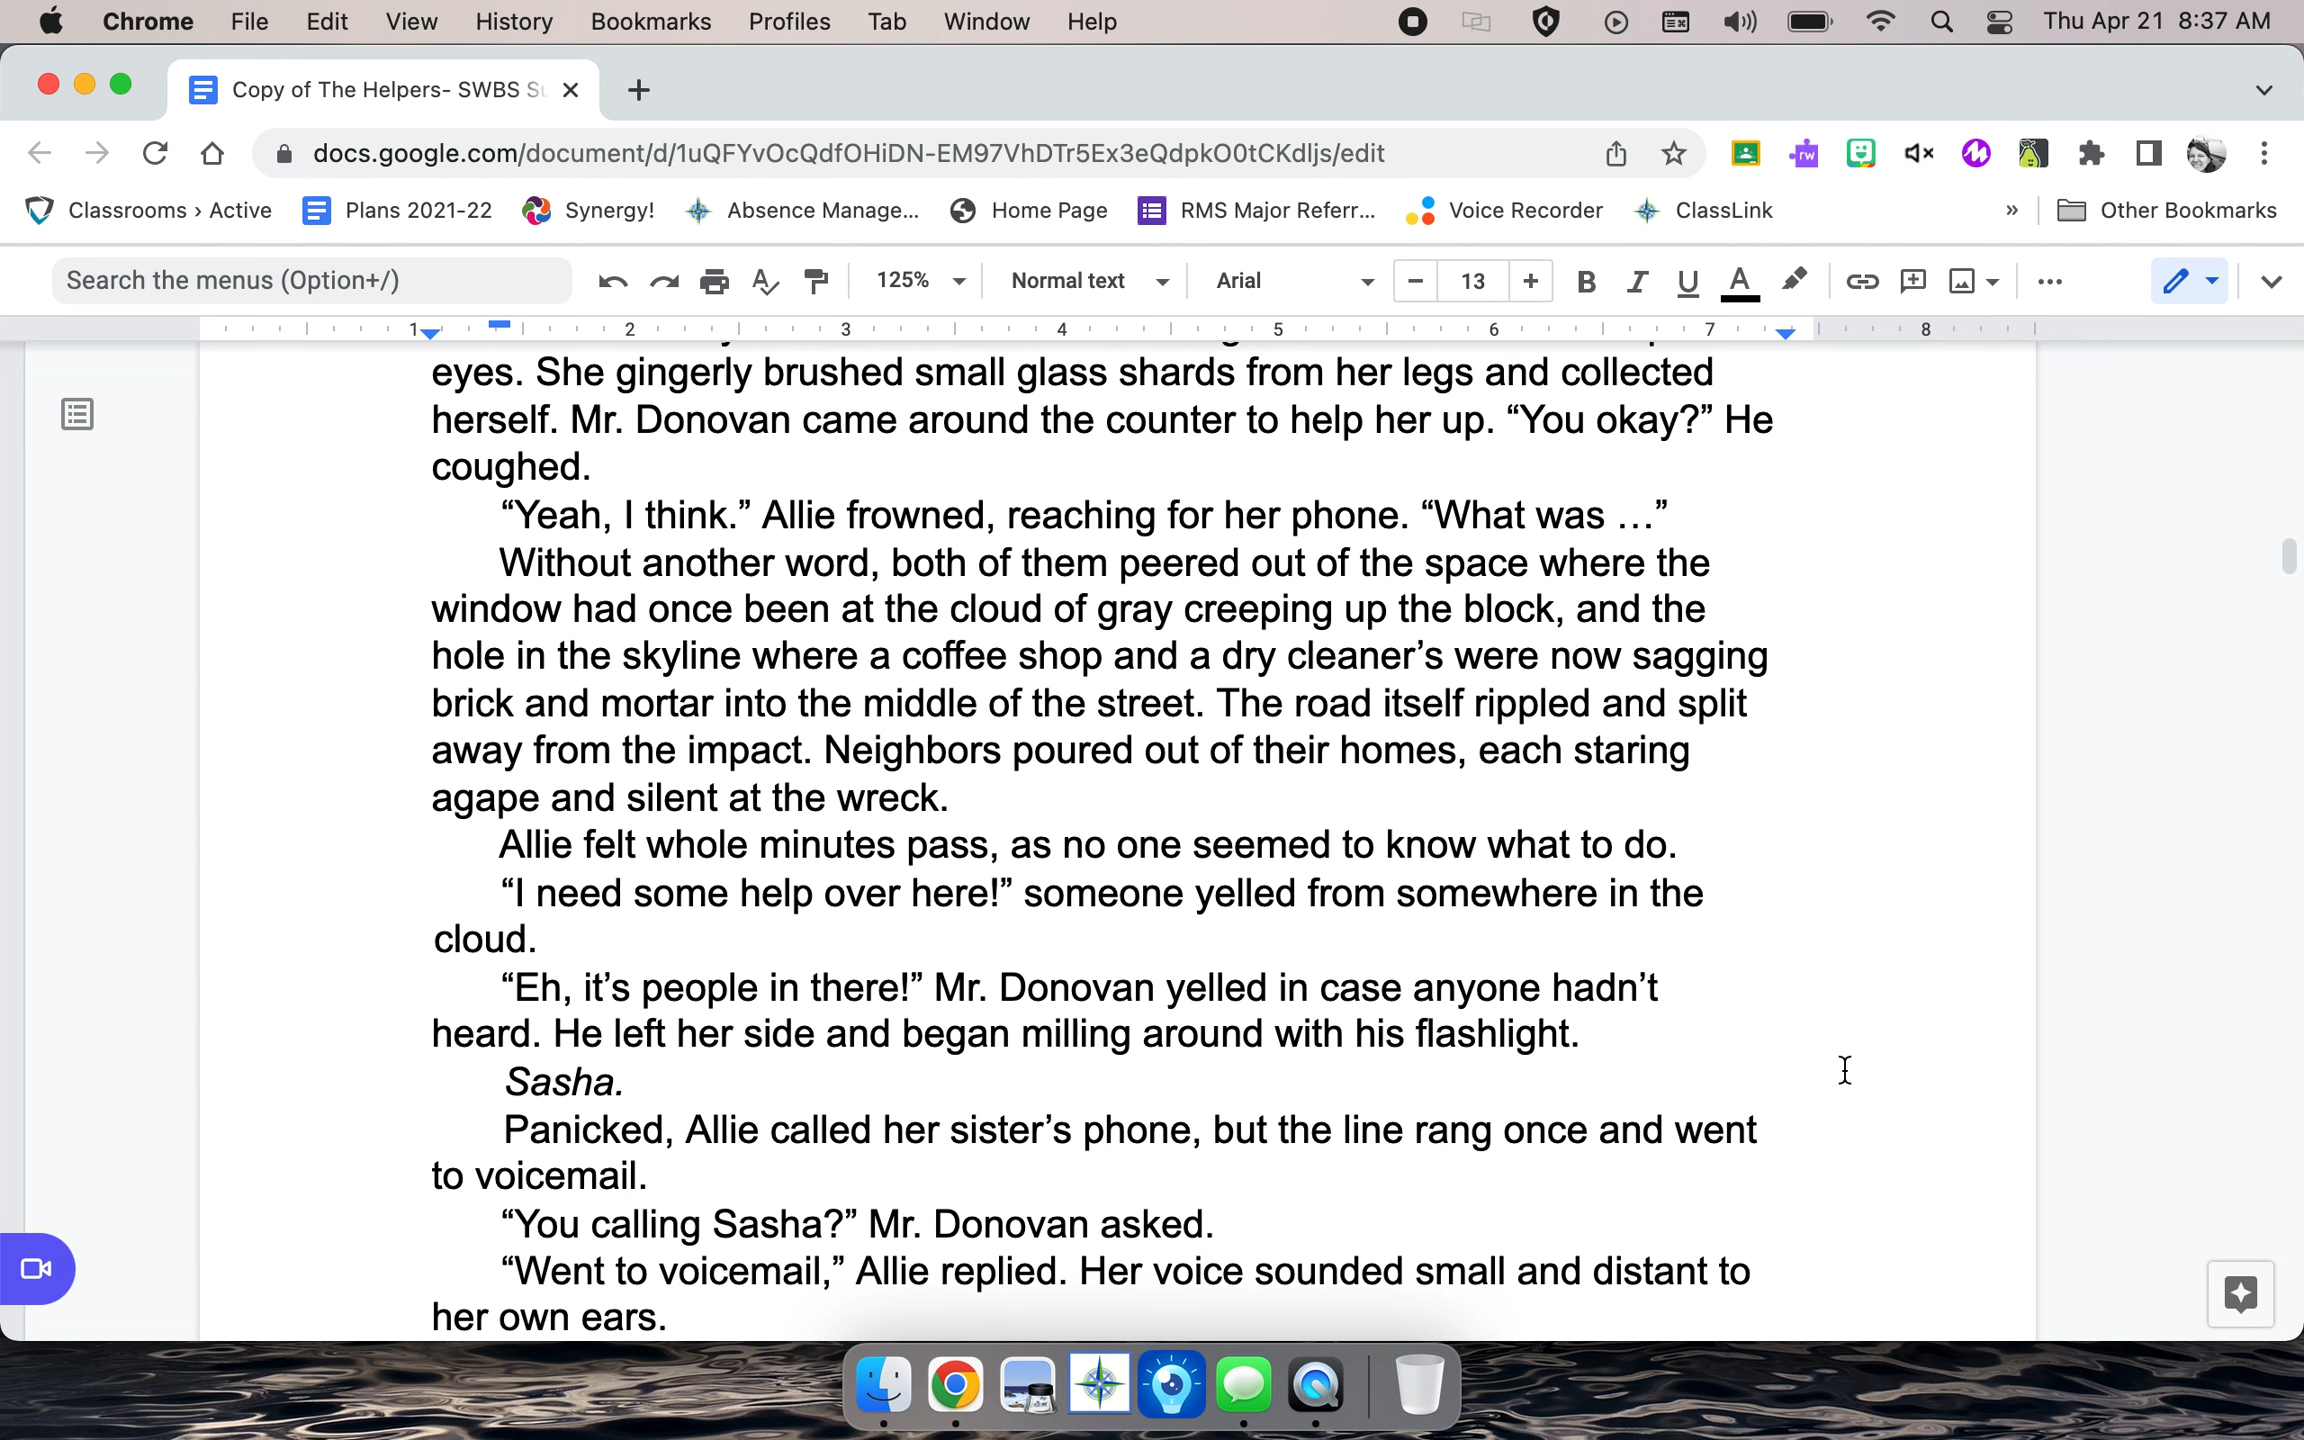 Chrome File Edit View History Bookmarks Profiles Tab Window Help Thu Apr 21 8:37 AM
Copy of The Helpers- SWBS
docs.google.com/document/d/1uQFYvOcQdfOHiDN-EM97VhDTr5Ex3eQdpkO0tCKdljs/edit
rw
Classrooms › Active Plans 2021-22 Synergy! Absence Manage... Home Page RMS Major Referr... Voice Recorder ClassLink » Other Bookmarks
Search the menus (Option+/) 125% Normal text Arial 13
1 2 3 4 5 6 7 8
eyes. She gingerly brushed small glass shards from her legs and collected
herself. Mr. Donovan came around the counter to help her up. “You okay?” He
coughed.
“Yeah, I think.” Allie frowned, reaching for her phone. “What was …”
Without another word, both of them peered out of the space where the
window had once been at the cloud of gray creeping up the block, and the
hole in the skyline where a coffee shop and a dry cleaner’s were now sagging
brick and mortar into the middle of the street. The road itself rippled and split
away from the impact. Neighbors poured out of their homes, each staring
agape and silent at the wreck.
Allie felt whole minutes pass, as no one seemed to know what to do.
“I need some help over here!” someone yelled from somewhere in the
cloud.
“Eh, it’s people in there!” Mr. Donovan yelled in case anyone hadn’t
heard. He left her side and began milling around with his flashlight.
Sasha.
Panicked, Allie called her sister’s phone, but the line rang once and went
to voicemail.
“You calling Sasha?” Mr. Donovan asked.
“Went to voicemail,” Allie replied. Her voice sounded small and distant to
her own ears.